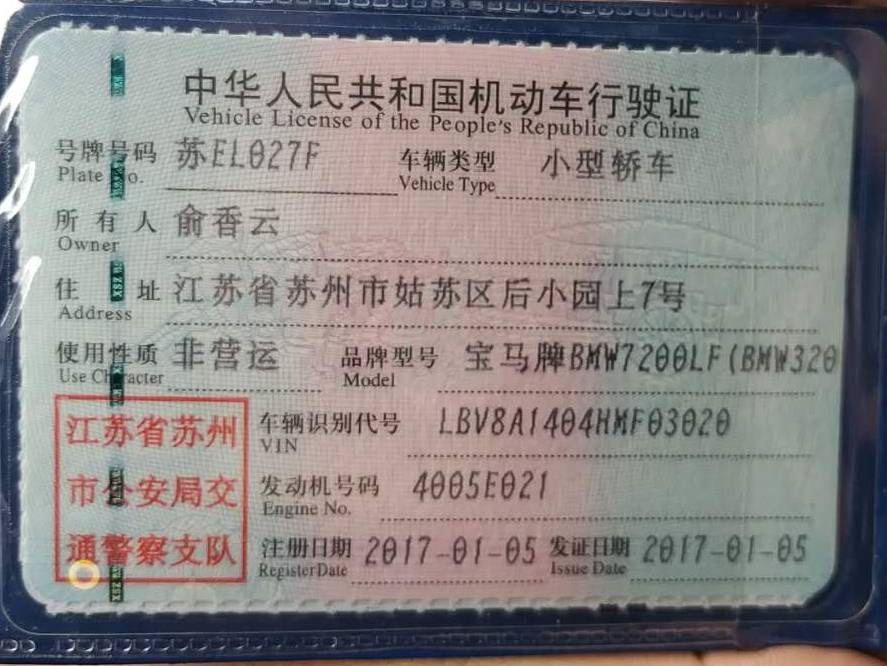 中华人民共和国机动车行驶证
Vehicle License of the People's Republic of China
号牌号码 苏EL027F 车辆类型 小型轿车
Plate No. Vehicle Type
所有人 俞香云
Owner
住址 江苏省苏州市姑苏区后小园上7号
Address
使用性质 非营运 品牌型号 宝马牌BMW7200LF(BMW320
Use Character Model
江苏省苏州 车辆识别代号 LBV8A1404HMF03020
VIN
市公安局交 发动机号码 4005E021
Engine No.
通警察支队 注册日期 2017-01-05 发证日期 2017-01-05
RegisterDate Issue Date